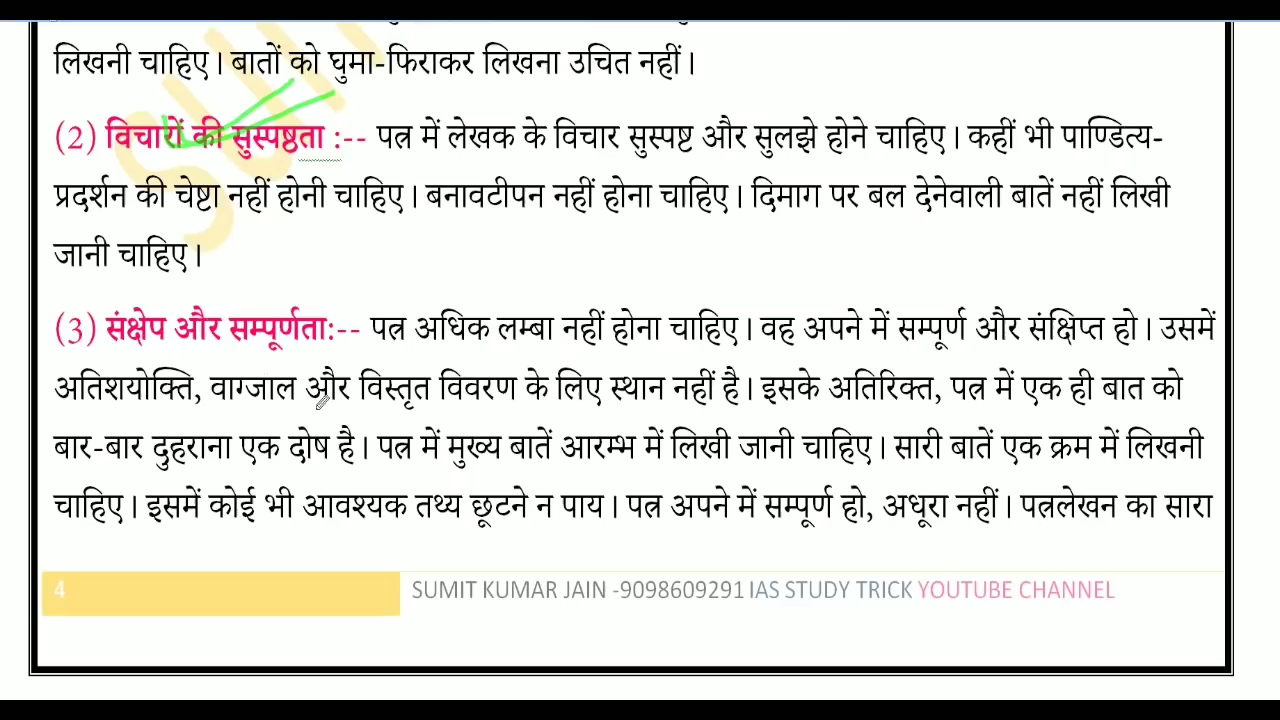 लिखनी चाहिए। बातों को घुमा-फिराकर लिखना उचित नहीं।
(2) विचारों की सुस्पष्ठता :-- पत्र में लेखक के विचार सुस्पष्ट और सुलझे होने चाहिए। कहीं भी पाण्डित्य-
प्रदर्शन की चेष्टा नहीं होनी चाहिए। बनावटीपन नहीं होना चाहिए। दिमाग पर बल देनेवाली बातें नहीं लिखी
जानी चाहिए।
(3) संक्षेप और सम्पूर्णता:-- पत्र अधिक लम्बा नहीं होना चाहिए। वह अपने में सम्पूर्ण और संक्षिप्त हो। उसमें
अतिशयोक्ति, वाग्जाल और विस्तृत विवरण के लिए स्थान नहीं है। इसके अतिरिक्त, पत्र में एक ही बात को
बार-बार दुहराना एक दोष है। पत्र में मुख्य बातें आरम्भ में लिखी जानी चाहिए। सारी बातें एक क्रम में लिखनी
चाहिए। इसमें कोई भी आवश्यक तथ्य छूटने न पाय। पत्र अपने में सम्पूर्ण हो, अधूरा नहीं। पत्रलेखन का सारा
4 SUMIT KUMAR JAIN -9098609291 IAS STUDY TRICK YOUTUBE CHANNEL